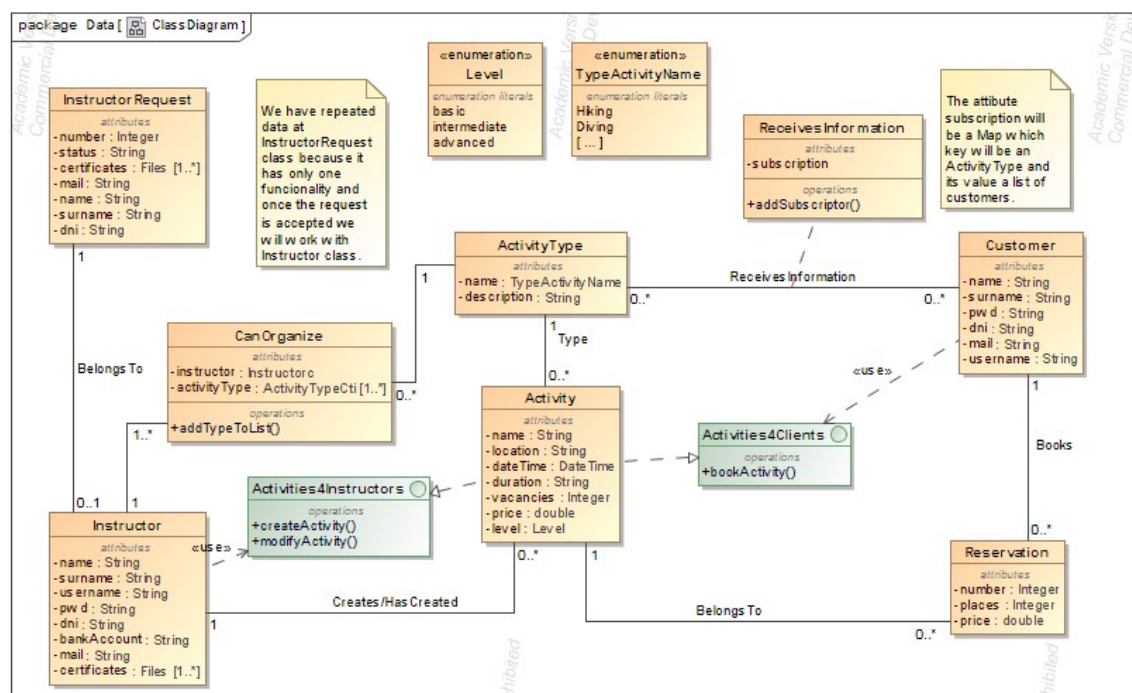 package Data [ ClassDiagram ]
Academic Versi
Commercial Dev
«enumeration»
Level
enumeration literals
basic
intermediate
advanced
«enumeration»
TypeActivityName
enumeration literals
Hiking
Diving
[ ... ]
InstructorRequest
attributes
-number : Integer
-status : String
-certificates : Files [1..*]
-mail : String
-name : String
-surname : String
-dni : String
We have repeated
data at
InstructorRequest
class because it
has only one
funcionality and
once the request
is accepted we
will work with
Instructor class.
ReceivesInformation
attributes
-subscription
operations
+addSubscriptor()
The attibute
subscription will
be a Map which
key will be an
ActivityType and
its value a list of
customers.
ActivityType
attributes
-name : TypeActivityName
-description : String
ReceivesInformation
0..*
0..*
Customer
attributes
-name : String
-surname : String
-pwd : String
-dni : String
-mail : String
-username : String
1
1
1
Type
0..*
CanOrganize
attributes
-instructor : Instructorc
-activityType : ActivityTypeCti [1..*]
operations
+addTypeToList()
0..*
Belongs To
1..*
1
0..1
Activity
attributes
-name : String
-location : String
-dateTime : DateTime
-duration : String
-vacancies : Integer
-price : double
-level : Level
«use»
Activities4Clients
operations
+bookActivity()
1
Books
0..*
Activities4Instructors
operations
+createActivity()
+modifyActivity()
«use»
Instructor
attributes
-name : String
-surname : String
-username : String
-pwd : String
-dni : String
-bankAccount : String
-mail : String
-certificates : Files [1..*]
1
Creates/HasCreated
0..*
1
Belongs To
0..*
Reservation
attributes
-number : Integer
-places : Integer
-price : double